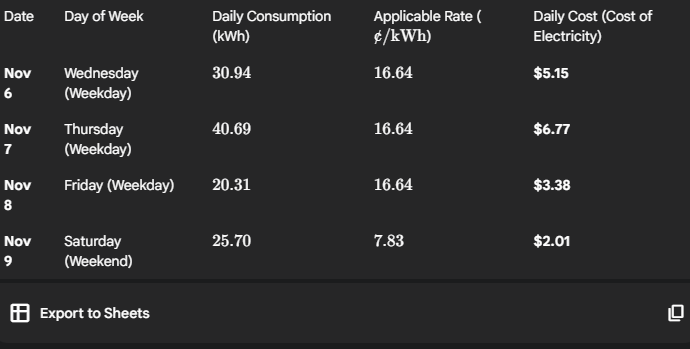 Date Day of Week Daily Consumption (kWh) Applicable Rate (¢/kWh) Daily Cost (Cost of Electricity)
Nov 6 Wednesday (Weekday) 30.94 16.64 $5.15
Nov 7 Thursday (Weekday) 40.69 16.64 $6.77
Nov 8 Friday (Weekday) 20.31 16.64 $3.38
Nov 9 Saturday (Weekend) 25.70 7.83 $2.01
Export to Sheets